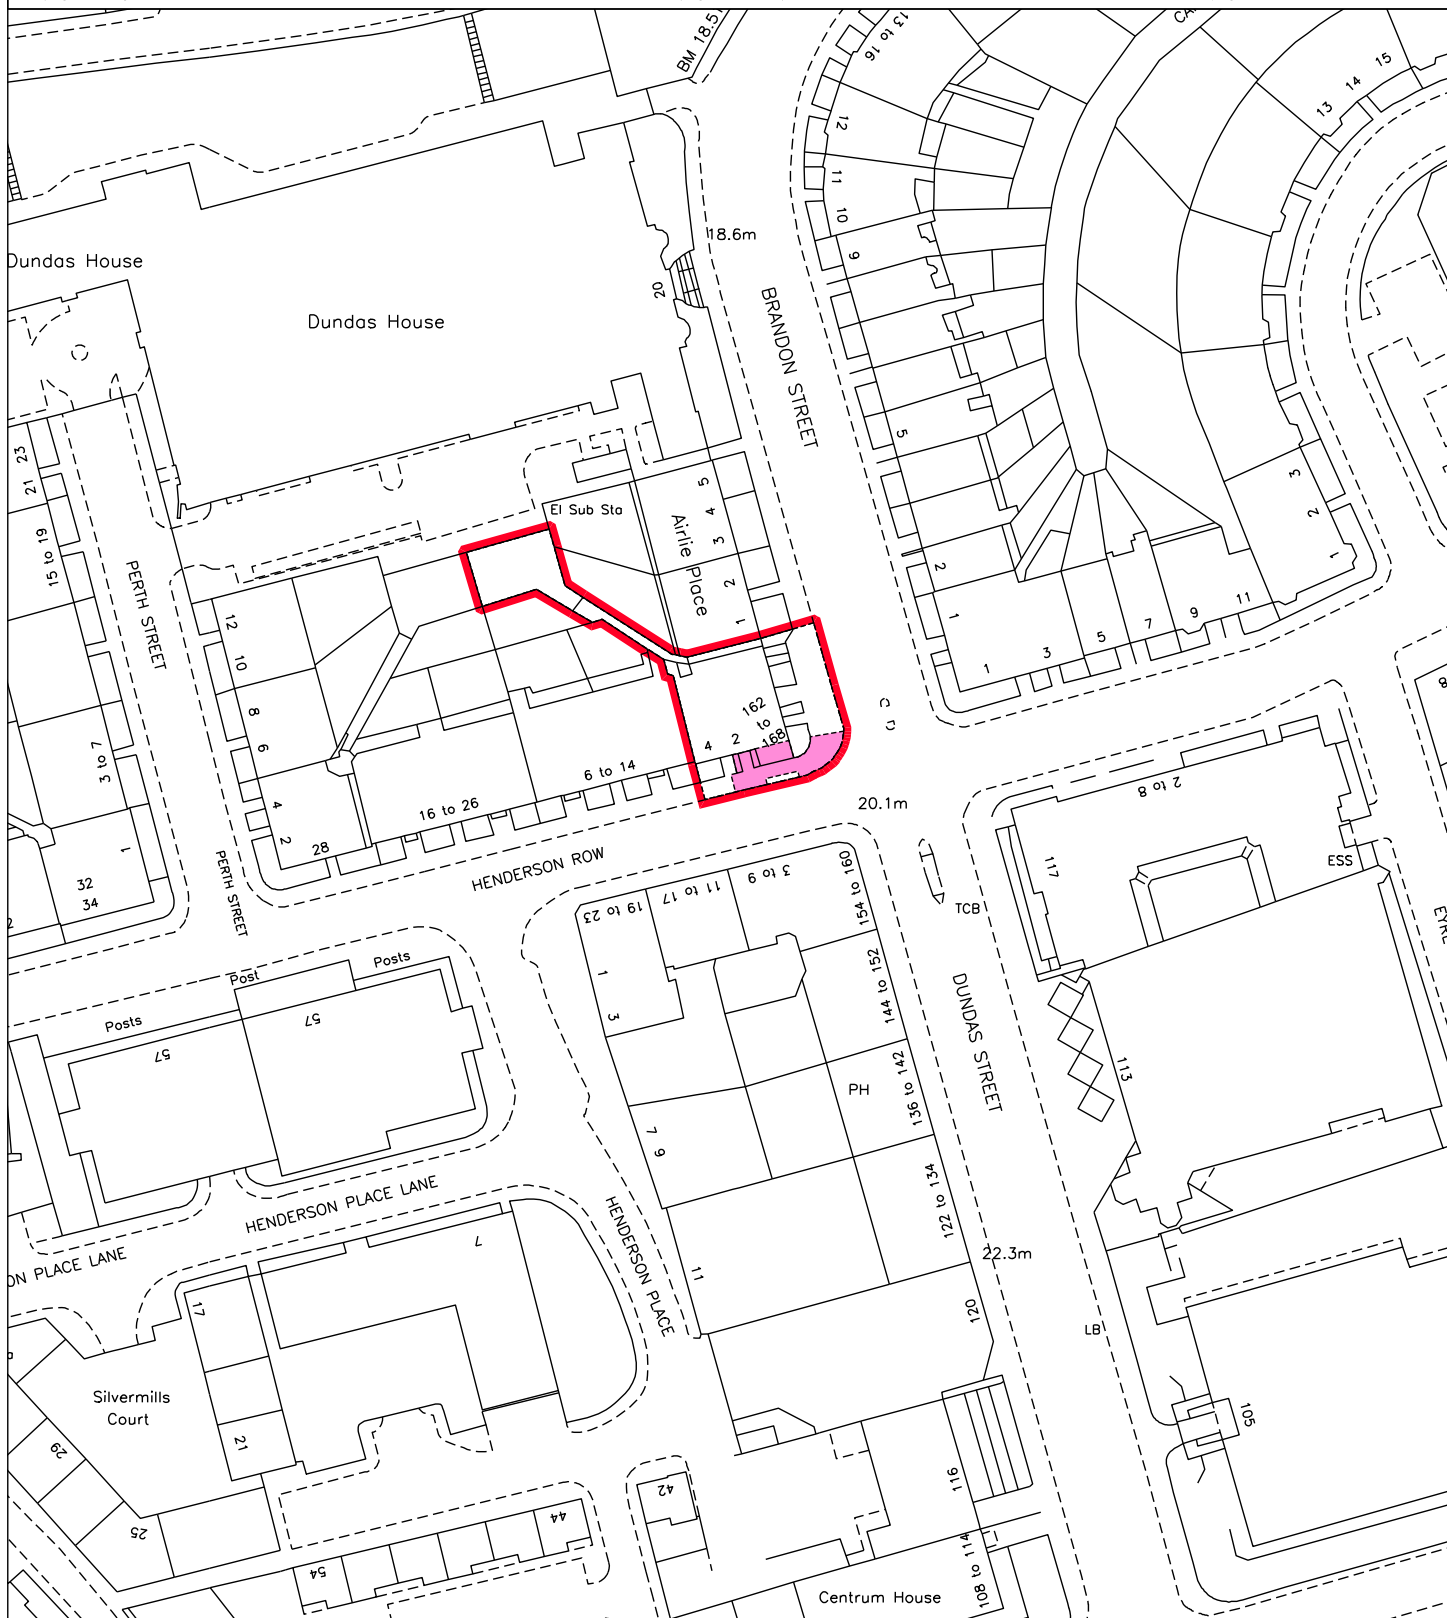 BM 18.51
13 to 16
13
14
15
12
11
10
9
18.6m
Dundas House
Dundas House
20
BRANDON STREET
5
23
21
15 to 19
3 to 7
PERTH STREET
El Sub Sta
Airlie Place
5
4
3
2
1
2
1
3
2
1
1
3
5
7
9
11
12
10
8
6
4
2
28
16 to 26
6 to 14
4
2
162
to
168
20.1m
HENDERSON ROW
PERTH STREET
1
32
34
2
2 to 8
117
ESS
8
TCB
19 to 23
11 to 17
3 to 9
154 to 160
144 to 152
136 to 142
122 to 134
120
DUNDAS STREET
EYRE
1
3
7
9
11
PH
113
Post
Posts
Posts
57
57
HENDERSON PLACE LANE
ON PLACE LANE
HENDERSON PLACE
22.3m
LB
7
17
21
Silvermills
Court
29
25
105
116
42
44
54
108 to 114
Centrum House